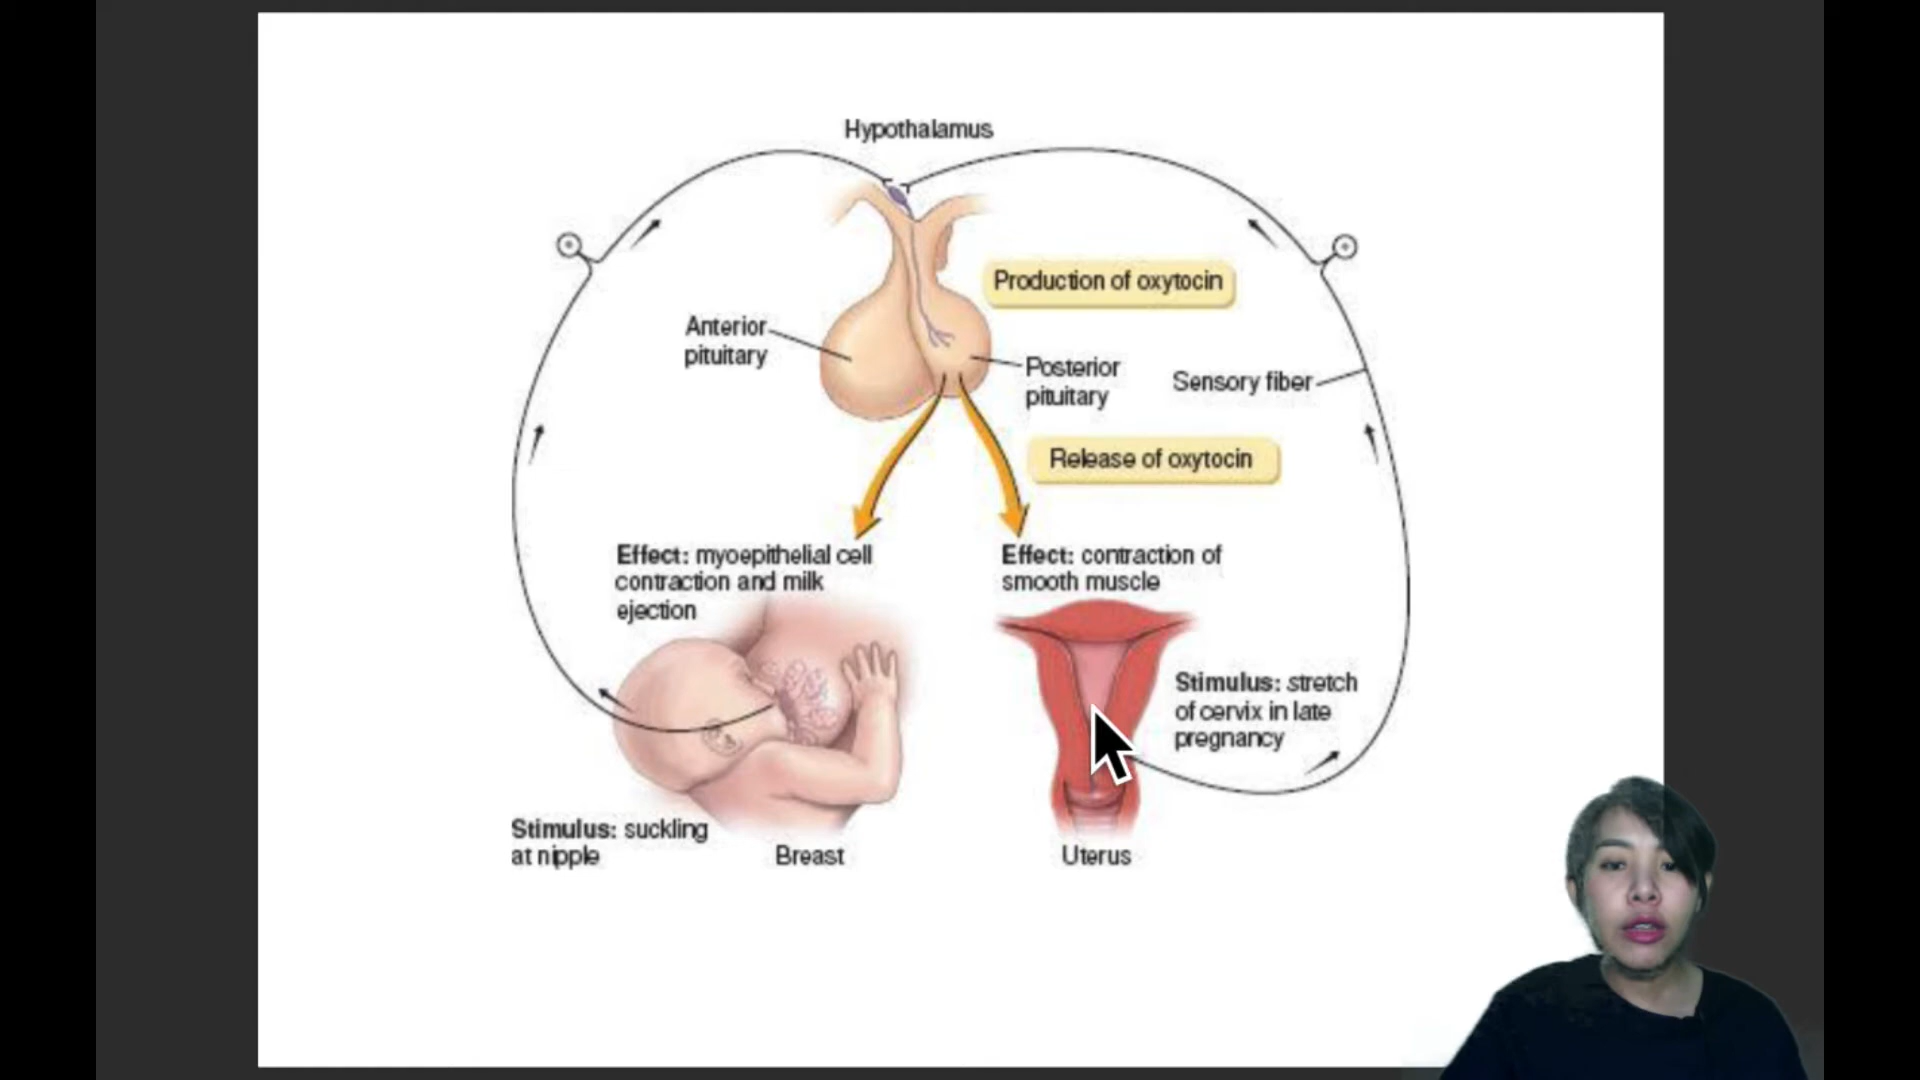 Hypothalamus
Production of oxytocin
Anterior
pituitary
Posterior
pituitary
Sensory fiber
Release of oxytocin
Effect: myoepithelial cell
contraction and milk
ejection
Effect: contraction of
smooth muscle
Stimulus: stretch
of cervix in late
pregnancy
Stimulus: suckling
at nipple
Breast
Uterus